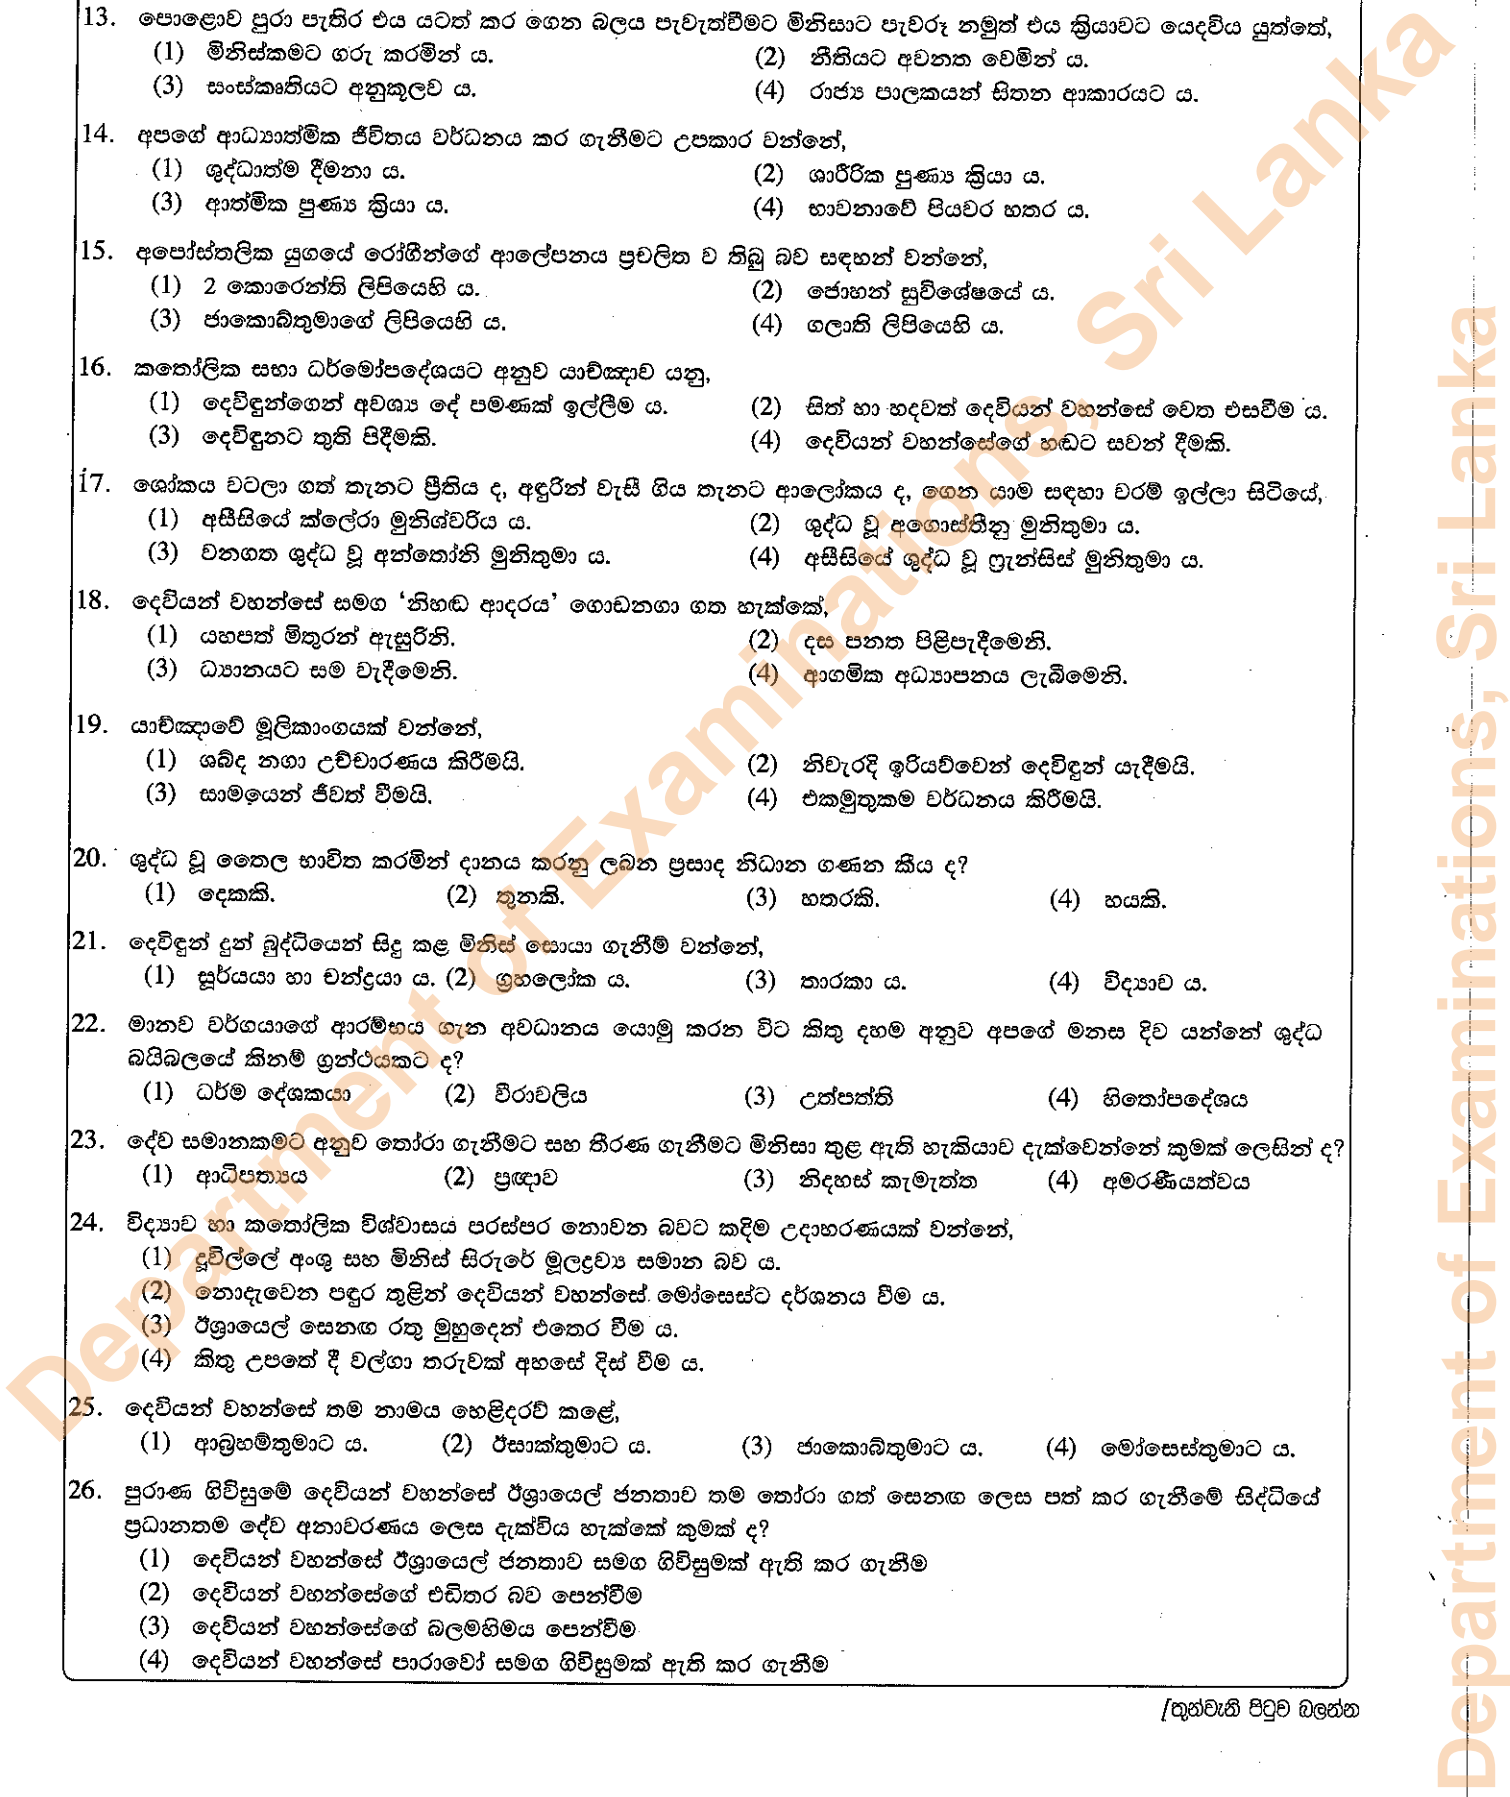 13. පොළොව පුරා පැතිර එය යටත් කර ගෙන බලය පැවැත්වීමට මිනිසාට පැවරූ නමුත් එය ක්‍රියාවට යෙදවිය යුත්තේ,
(1) මිනිස්කමට ගරු කරමින් ය. (2) නීතියට අවනත වෙමින් ය.
(3) සංස්කෘතියට අනුකූලව ය. (4) රාජ්‍ය පාලකයන් සිතන ආකාරයට ය.
14. අපගේ ආධ්‍යාත්මික ජීවිතය වර්ධනය කර ගැනීමට උපකාර වන්නේ,
(1) ශුද්ධාත්ම දීමනා ය. (2) ශාරීරික පුණ්‍ය ක්‍රියා ය.
(3) ආත්මික පුණ්‍ය ක්‍රියා ය. (4) භාවනාවේ පියවර හතර ය.
15. අපෝස්තලික යුගයේ රෝගීන්ගේ ආලේපනය ප්‍රචලිත ව තිබූ බව සඳහන් වන්නේ,
(1) 2 කොරෙන්ති ලිපියෙහි ය. (2) ජොහන් සුවිශේෂයේ ය.
(3) ජාකොබ්තුමාගේ ලිපියෙහි ය. (4) ගලාති ලිපියෙහි ය.
16. කතෝලික සභා ධර්මෝපදේශයට අනුව යාච්ඤාව යනු,
(1) දෙවිඳුන්ගෙන් අවශ්‍ය දේ පමණක් ඉල්ලීම ය. (2) සිත් හා හදවත් දෙවියන් වහන්සේ වෙත එසවීම ය.
(3) දෙවිඳුනට තුති පිදීමකි. (4) දෙවියන් වහන්සේගේ හඬට සවන් දීමකි.
17. ශෝකය වටලා ගත් තැනට ප්‍රීතිය ද, අඳුරින් වැසී ගිය තැනට ආලෝකය ද, ගෙන යාම සඳහා වරම් ඉල්ලා සිටියේ,
(1) අසීසියේ ක්ලේරා මුනිශ්වරිය ය. (2) ශුද්ධ වූ අගොස්තීනු මුනිතුමා ය.
(3) වනගත ශුද්ධ වූ අන්තෝනි මුනිතුමා ය. (4) අසීසියේ ශුද්ධ වූ ෆ්‍රැන්සිස් මුනිතුමා ය.
18. දෙවියන් වහන්සේ සමග ‘නිහඬ ආදරය’ ගොඩනගා ගත හැක්කේ,
(1) යහපත් මිතුරන් ඇසුරිනි. (2) දස පනත පිළිපැදීමෙනි.
(3) ධ්‍යානයට සම වැදීමෙනි. (4) ආගමික අධ්‍යාපනය ලැබීමෙනි.
19. යාච්ඤාවේ මූලිකාංගයක් වන්නේ,
(1) ශබ්ද නගා උච්චාරණය කිරීමයි. (2) නිවැරදි ඉරියව්වෙන් දෙවිඳුන් යැදීමයි.
(3) සාමයෙන් ජීවත් වීමයි. (4) එකමුතුකම වර්ධනය කිරීමයි.
20. ශුද්ධ වූ තෛල භාවිත කරමින් දානය කරනු ලබන ප්‍රසාද නිධාන ගණන කීය ද?
(1) දෙකකි. (2) තුනකි. (3) හතරකි. (4) හයකි.
21. දෙවිඳුන් දුන් බුද්ධියෙන් සිදු කළ මිනිස් සොයා ගැනීම් වන්නේ,
(1) සූර්යයා හා චන්ද්‍රයා ය. (2) ග්‍රහලෝක ය. (3) තාරකා ය. (4) විද්‍යාව ය.
22. මානව වර්ගයාගේ ආරම්භය ගැන අවධානය යොමු කරන විට කිතු දහම අනුව අපගේ මනස දිව යන්නේ ශුද්ධ
බයිබලයේ කිනම් ග්‍රන්ථයකට ද?
(1) ධර්ම දේශකයා (2) වීරාවලිය (3) උත්පත්ති (4) හිතෝපදේශය
23. දේව සමානකමට අනුව තෝරා ගැනීමට සහ තීරණ ගැනීමට මිනිසා තුළ ඇති හැකියාව දැක්වෙන්නේ කුමක් ලෙසින් ද?
(1) ආධිපත්‍යය (2) ප්‍රඥාව (3) නිදහස් කැමැත්ත (4) අමරණීයත්වය
24. විද්‍යාව හා කතෝලික විශ්වාසය පරස්පර නොවන බවට කදිම උදාහරණයක් වන්නේ,
(1) දූවිල්ලේ අංශු සහ මිනිස් සිරුරේ මූලද්‍රව්‍ය සමාන බව ය.
(2) නොදැවෙන පඳුර තුළින් දෙවියන් වහන්සේ මෝසෙස්ට දර්ශනය වීම ය.
(3) ඊශ්‍රායෙල් සෙනඟ රතු මුහුදෙන් එතෙර වීම ය.
(4) කිතු උපතේ දී වල්ගා තරුවක් අහසේ දිස් වීම ය.
25. දෙවියන් වහන්සේ තම නාමය හෙළිදරව් කළේ,
(1) ආබ්‍රහම්තුමාට ය. (2) ඊසාක්තුමාට ය. (3) ජාකොබ්තුමාට ය. (4) මෝසෙස්තුමාට ය.
26. පුරාණ ගිවිසුමේ දෙවියන් වහන්සේ ඊශ්‍රායෙල් ජනතාව තම තෝරා ගත් සෙනඟ ලෙස පත් කර ගැනීමේ සිද්ධියේ
ප්‍රධානතම දේව අනාවරණය ලෙස දැක්විය හැක්කේ කුමක් ද?
(1) දෙවියන් වහන්සේ ඊශ්‍රායෙල් ජනතාව සමග ගිවිසුමක් ඇති කර ගැනීම
(2) දෙවියන් වහන්සේගේ එඩිතර බව පෙන්වීම
(3) දෙවියන් වහන්සේගේ බලමහිමය පෙන්වීම
(4) දෙවියන් වහන්සේ පාරාවෝ සමග ගිවිසුමක් ඇති කර ගැනීම
[තුන්වැනි පිටුව බලන්න
Department of Examinations, Sri Lanka
Department of Examinations, Sri Lanka